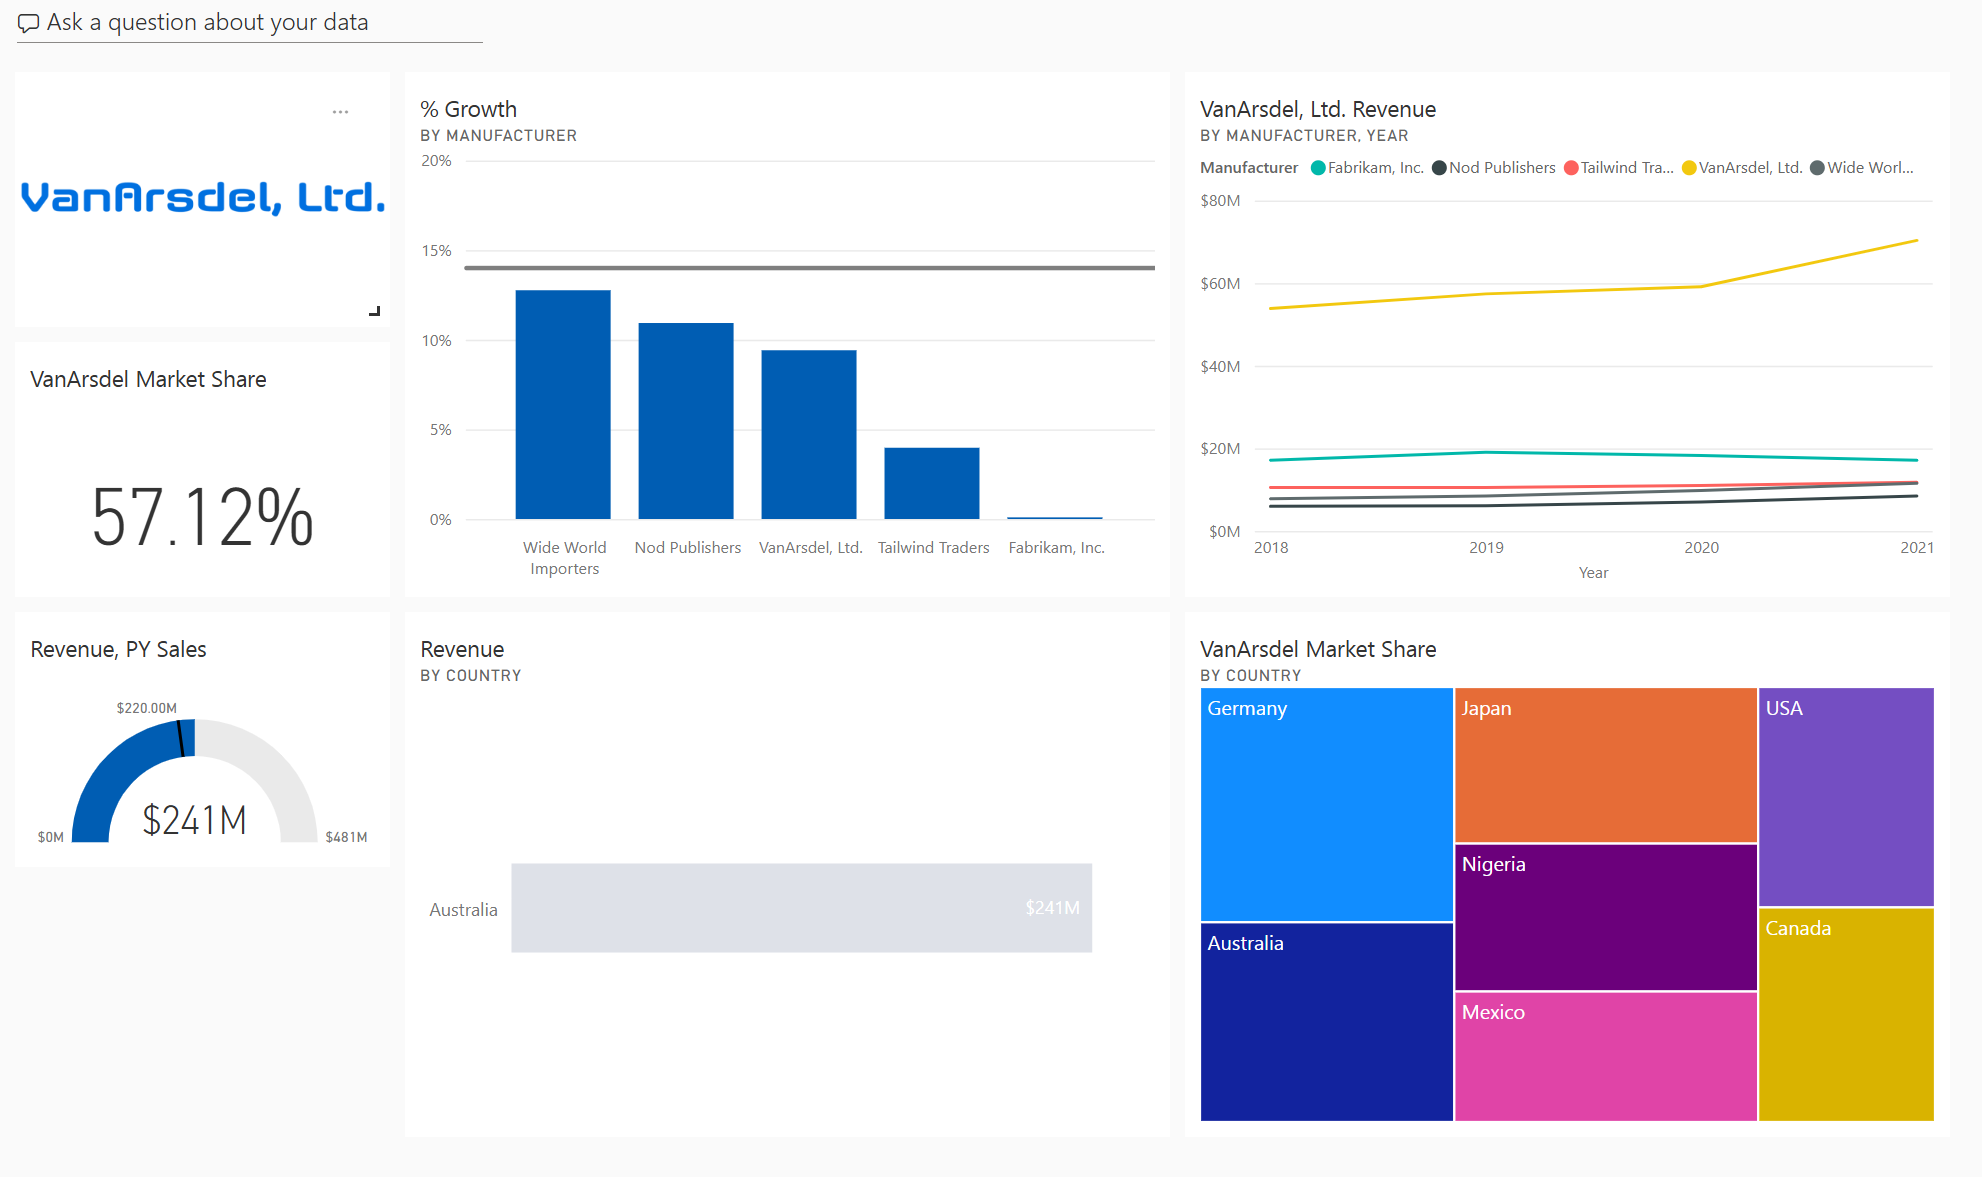 Ask a question about your data
VanArsdel, Ltd.
VanArsdel Market Share
57.12%
Revenue, PY Sales
$220.00M
$0M
$241M
$481M
% Growth
BY MANUFACTURER
20%
15%
10%
5%
0%
Wide World
Importers
Nod Publishers
VanArsdel, Ltd.
Tailwind Traders
Fabrikam, Inc.
Revenue
BY COUNTRY
Australia
$241M
VanArsdel, Ltd. Revenue
BY MANUFACTURER, YEAR
Manufacturer Fabrikam, Inc. Nod Publishers Tailwind Tra... VanArsdel, Ltd. Wide Worl...
$80M
$60M
$40M
$20M
$0M
2018 2019 2020 2021
Year
VanArsdel Market Share
BY COUNTRY
Germany
Australia
Japan
Nigeria
Mexico
USA
Canada